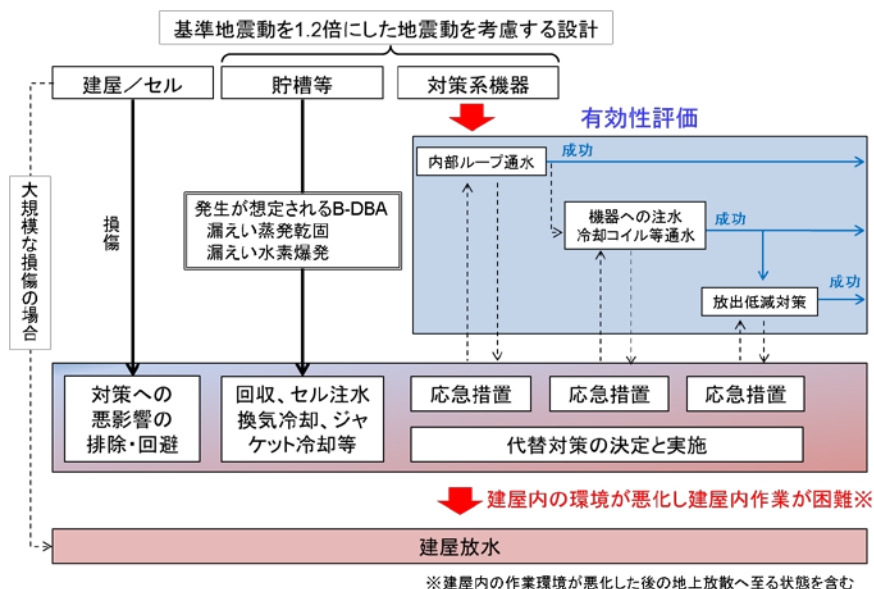 基準地震動を1.2倍にした地震動を考慮する設計
建屋／セル
貯槽等
対策系機器
有効性評価
内部ループ通水
成功
機器への注水
冷却コイル等通水
成功
放出低減対策
成功
大規模な損傷の場合
損傷
発生が想定されるB-DBA
漏えい蒸発乾固
漏えい水素爆発
対策への
悪影響の
排除・回避
回収、セル注水
換気冷却、ジャ
ケット冷却等
応急措置
応急措置
応急措置
代替対策の決定と実施
建屋内の環境が悪化し建屋内作業が困難※
建屋放水
※建屋内の作業環境が悪化した後の地上放散へ至る状態を含む